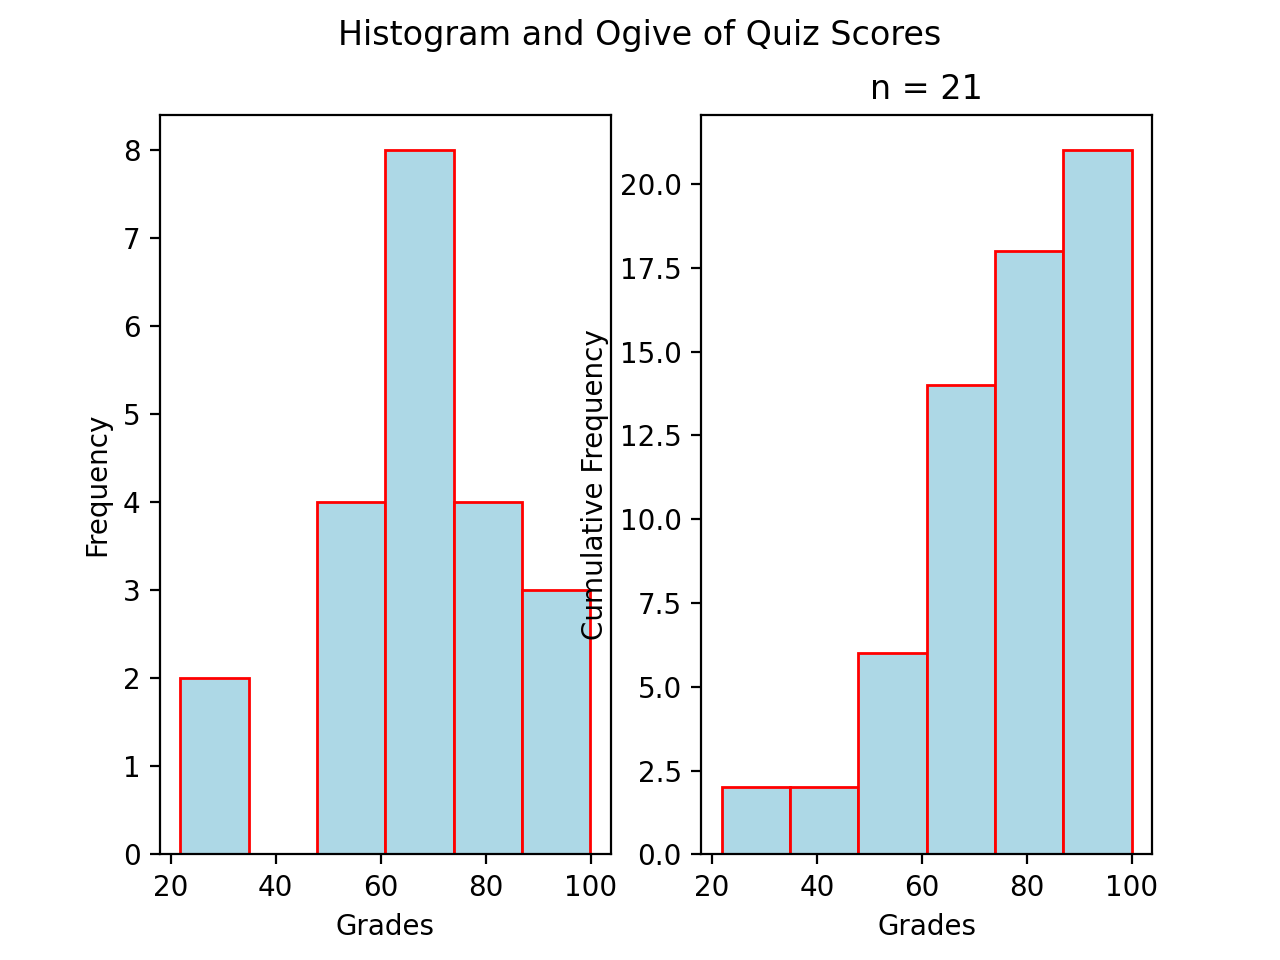 Histogram and Ogive of Quiz Scores
n = 21
8
7
6
5
4
3
2
1
0
Frequency
20 40 60 80 100
Grades
20.0
17.5
15.0
12.5
10.0
7.5
5.0
2.5
0.0
Cumulative Frequency
20 40 60 80 100
Grades